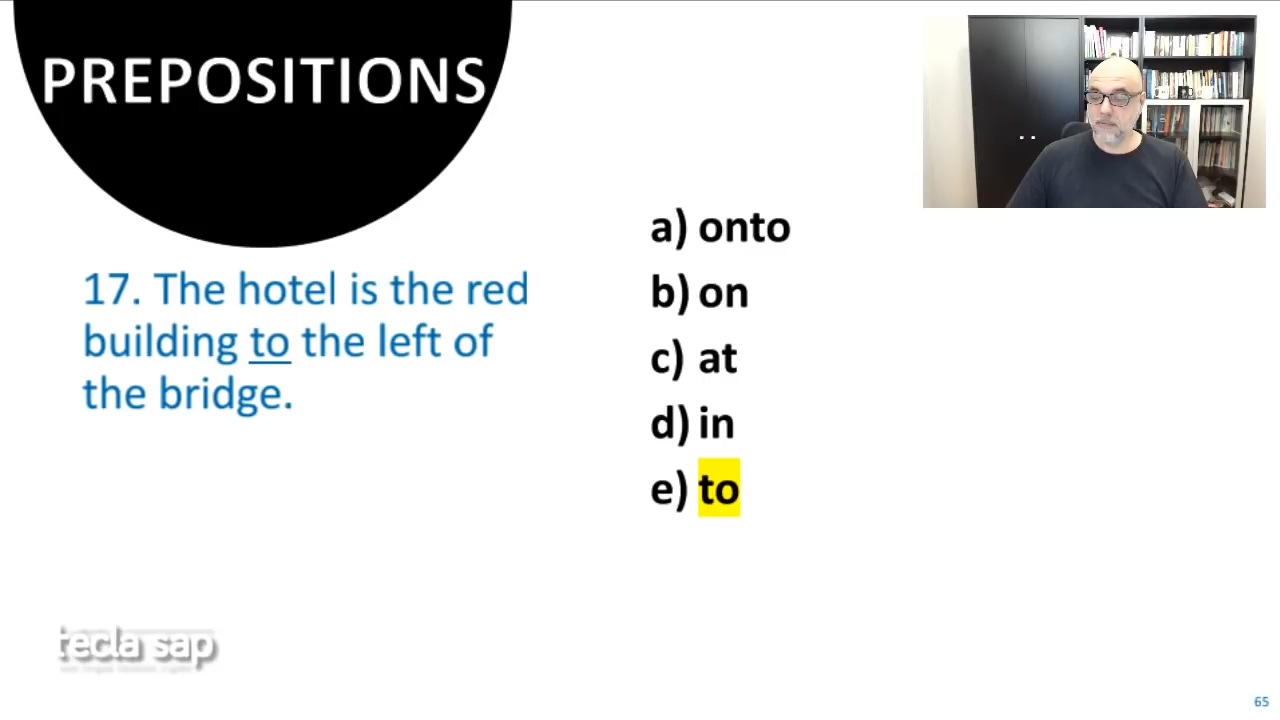 PREPOSITIONS
17. The hotel is the red
building to the left of
the bridge.
a) onto
b) on
c) at
d) in
e) to
tecla sap
65